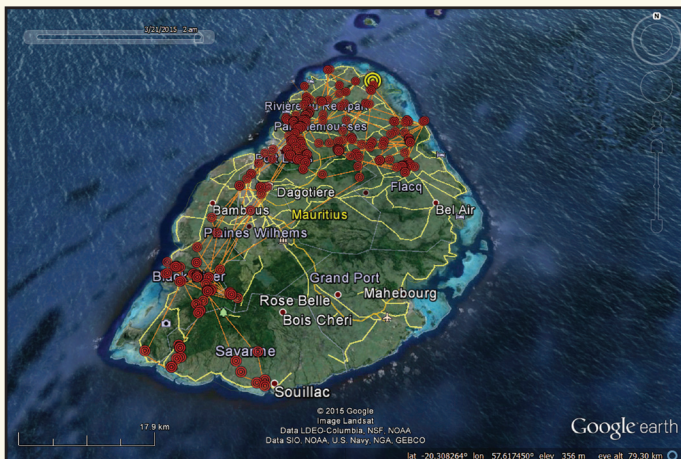 3/21/2015 2 am
N
Rivière du Rempart
Pamplemousses
Port Louis
Dagotiere
Flacq
Bambous
Mauritius
Bel Air
Plaines Wilhems
Black River
Grand Port
Rose Belle
Mahebourg
Bois Cheri
Savanne
Souillac
© 2015 Google
Image Landsat
Data LDEO-Columbia, NSF, NOAA
Data SIO, NOAA, U.S. Navy, NGA, GEBCO
17.9 km
Google earth
lat -20.308264° lon 57.617450° elev 356 m eye alt 79.30 km